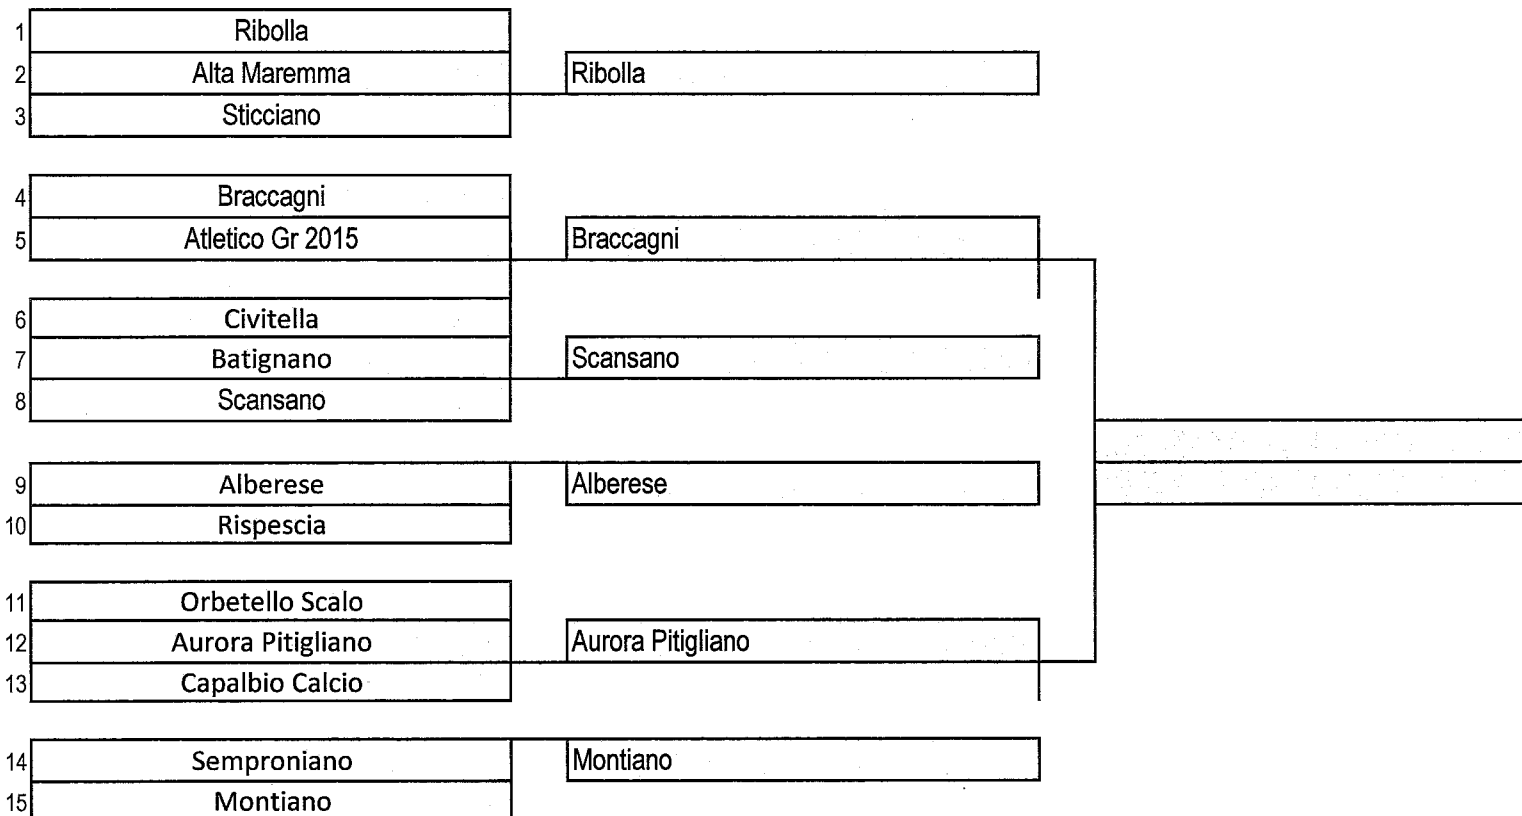 1 Ribolla
2 Alta Maremma Ribolla
3 Sticciano
4 Braccagni
5 Atletico Gr 2015 Braccagni
6 Civitella
7 Batignano Scansano
8 Scansano
9 Alberese Alberese
10 Rispescia
11 Orbetello Scalo
12 Aurora Pitigliano Aurora Pitigliano
13 Capalbio Calcio
14 Semproniano Montiano
15 Montiano